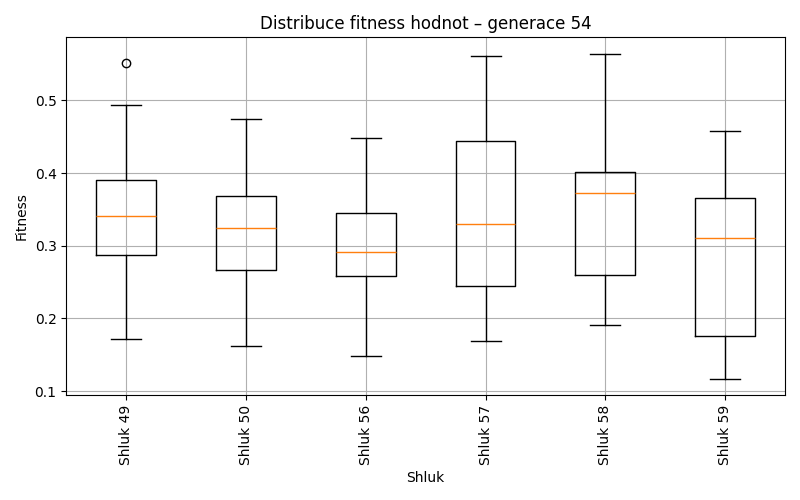 Distribuce fitness hodnot – generace 54
Fitness
0.5
0.4
0.3
0.2
0.1
Shluk 49
Shluk 50
Shluk 56
Shluk 57
Shluk 58
Shluk 59
Shluk